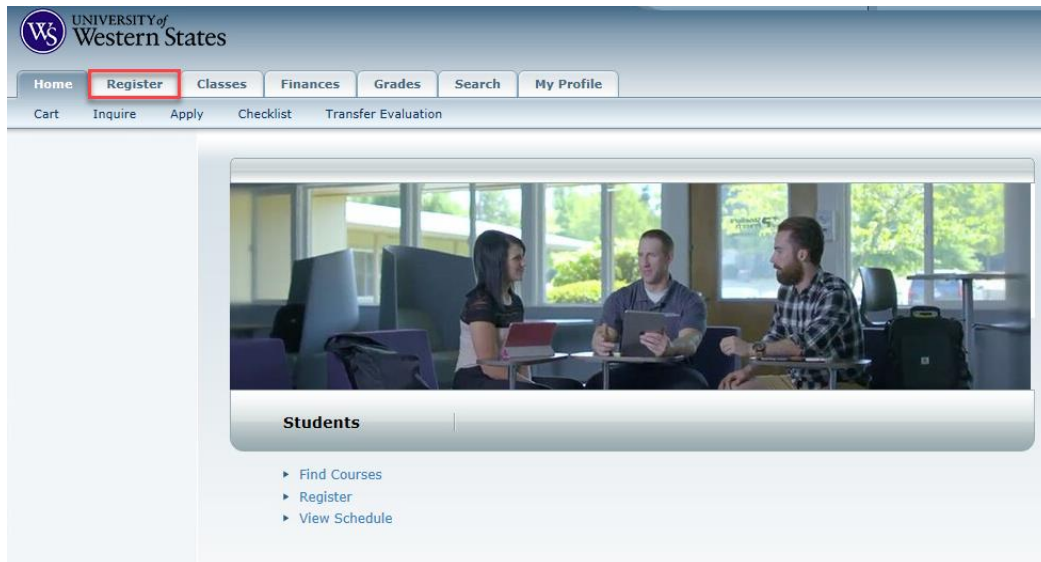 WS UNIVERSITY of
Western States
Home Register Classes Finances Grades Search My Profile
Cart Inquire Apply Checklist Transfer Evaluation
Students
Find Courses
Register
View Schedule